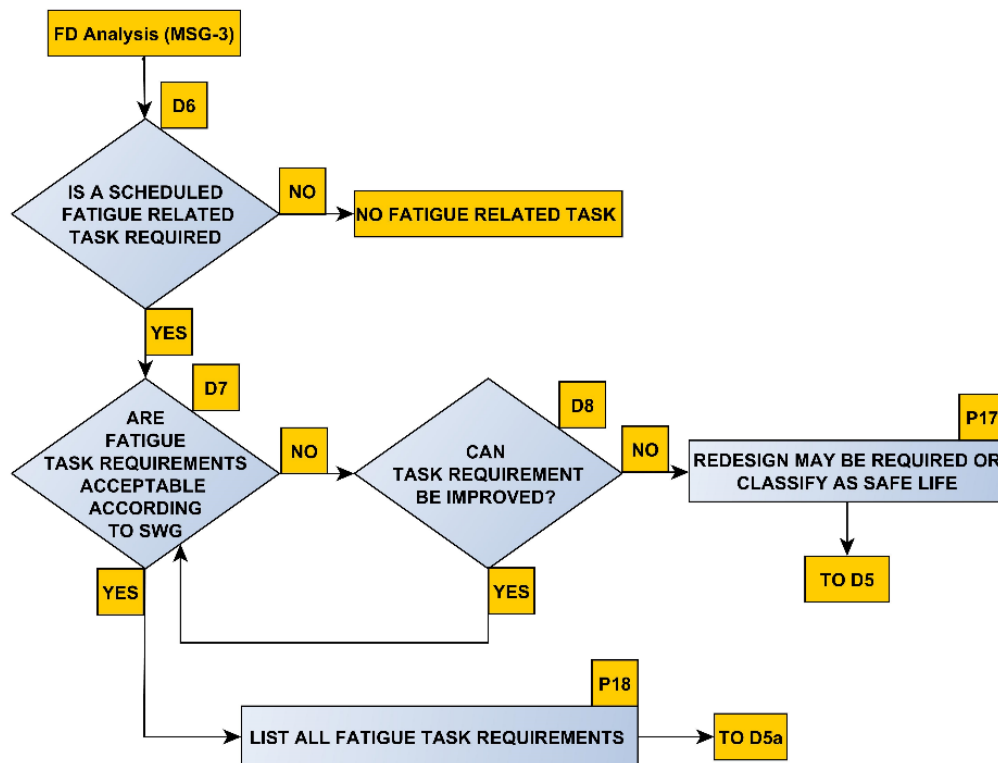 FD Analysis (MSG-3)
D6
IS A SCHEDULED
FATIGUE RELATED
TASK REQUIRED
NO
NO FATIGUE RELATED TASK
YES
D7
ARE
FATIGUE
TASK REQUIREMENTS
ACCEPTABLE
ACCORDING
TO SWG
NO
D8
CAN
TASK REQUIREMENT
BE IMPROVED?
NO
P17
REDESIGN MAY BE REQUIRED OR
CLASSIFY AS SAFE LIFE
TO D5
YES
YES
P18
LIST ALL FATIGUE TASK REQUIREMENTS
TO D5a